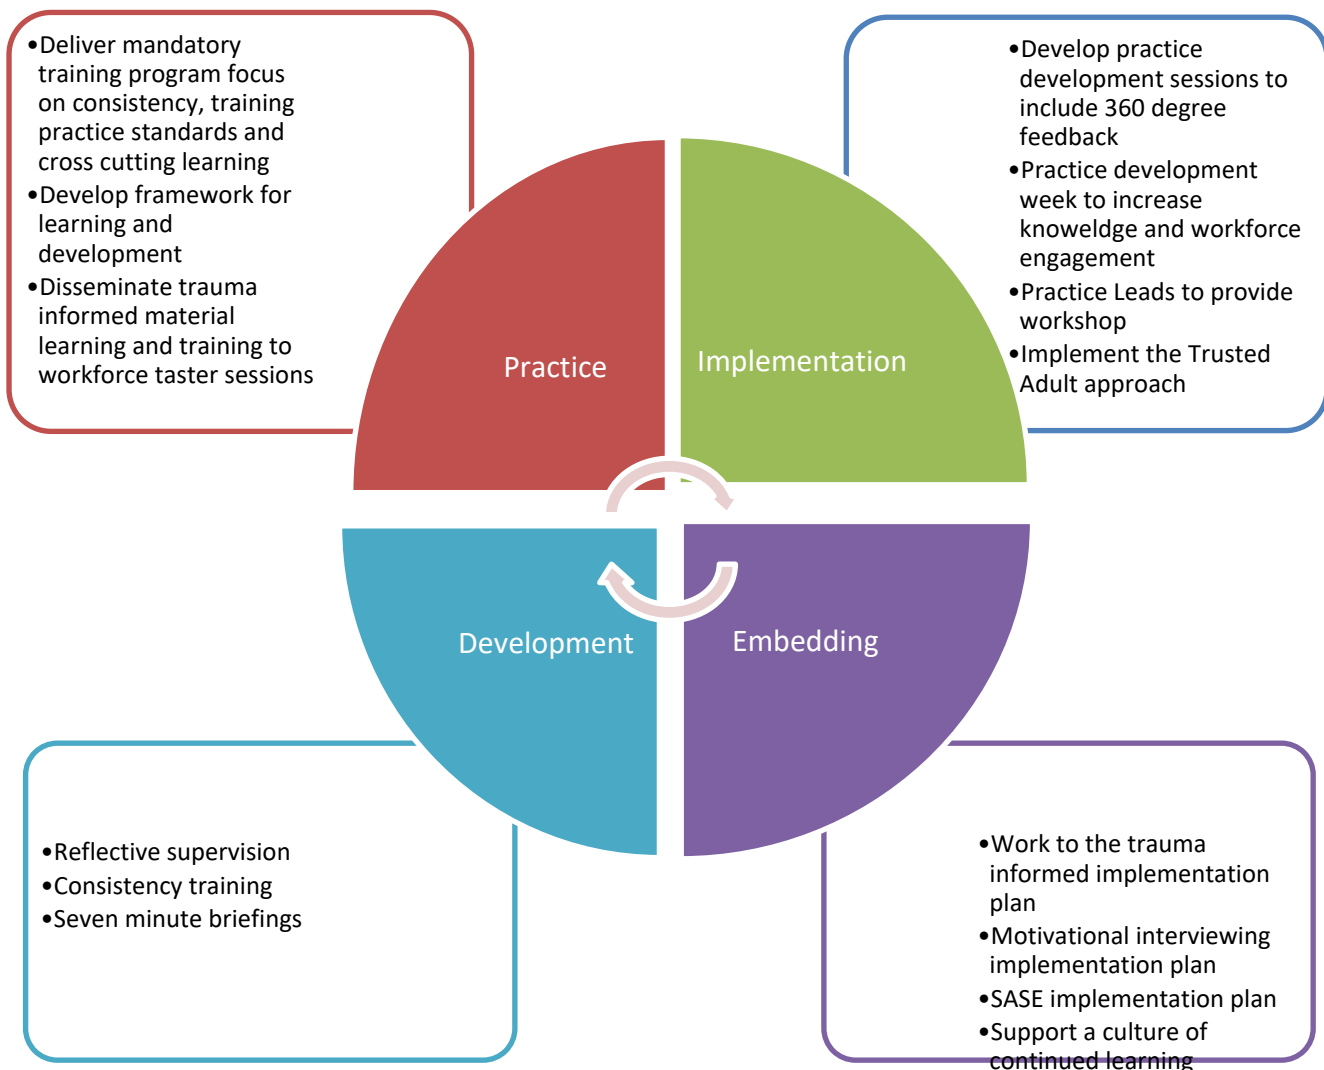 •Deliver mandatory
training program focus
on consistency, training
practice standards and
cross cutting learning
•Develop framework for
learning and
development
•Disseminate trauma
informed material
learning and training to
workforce taster sessions
•Develop practice
development sessions to
include 360 degree
feedback
•Practice development
week to increase
knoweldge and workforce
engagement
•Practice Leads to provide
workshop
•Implement the Trusted
Adult approach
Practice
Implementation
Development
Embedding
•Reflective supervision
•Consistency training
•Seven minute briefings
•Work to the trauma
informed implementation
plan
•Motivational interviewing
implementation plan
•SASE implementation plan
•Support a culture of
continued learning